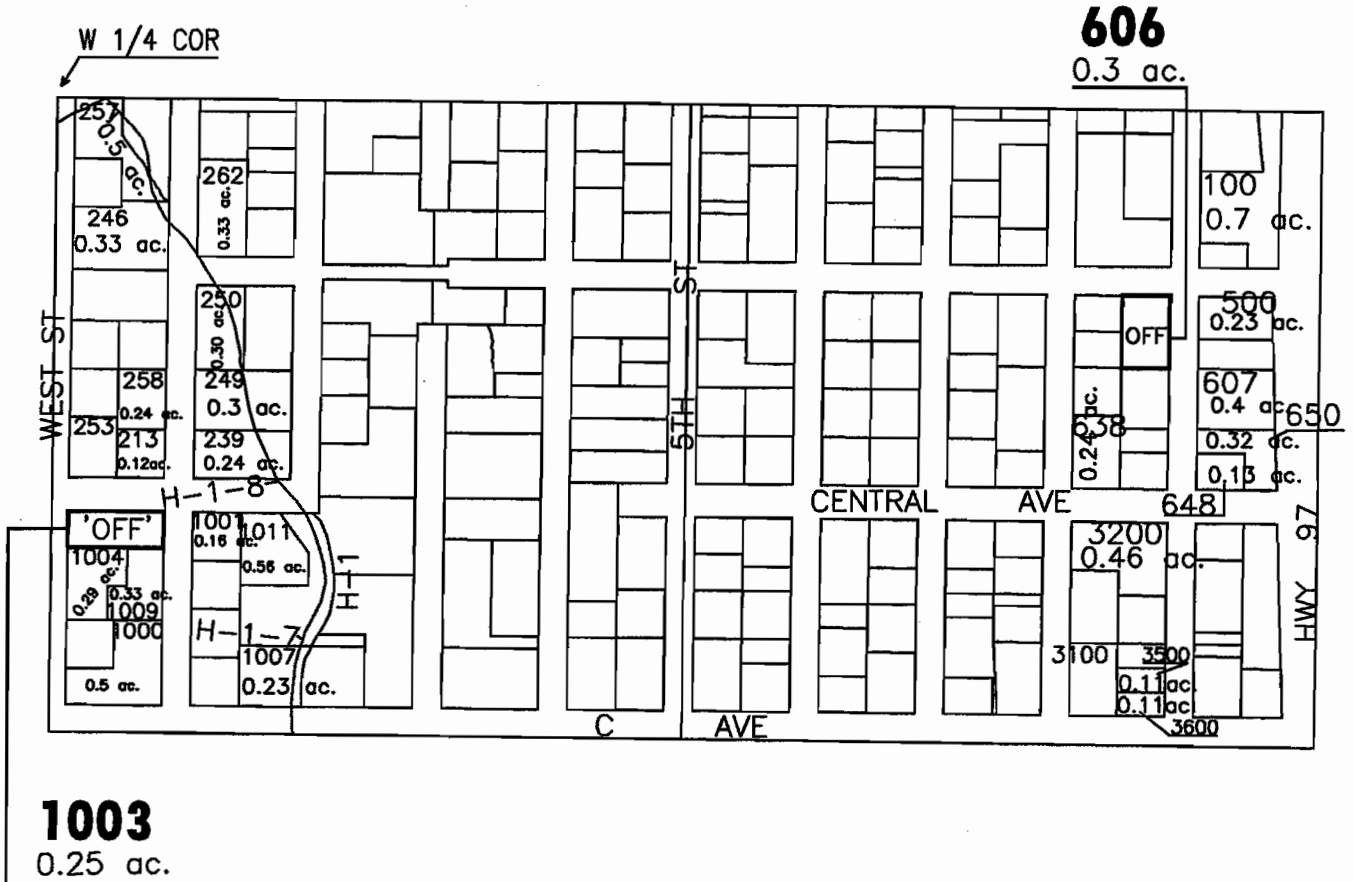 606
0.3 ac.
W 1/4 COR
257
0.5 ac.
262
0.33 ac.
246
0.33 ac.
100
0.7 ac.
WEST ST
5TH ST
250
0.30 ac.
500
0.23 ac.
OFF
258
0.24 ac.
249
0.3 ac.
607
0.4 ac.
650
253
213
0.12ac.
239
0.24 ac.
638
0.24 ac.
0.32 ac.
0.13 ac.
H-1-8
CENTRAL AVE
648
'OFF'
1001
0.16 ac.
1011
0.56 ac.
3200
0.46 ac.
HWY 97
1004
0.29 ac.
0.33 ac.
1009
1000
H-1
H-1-7
1007
0.23 ac.
0.5 ac.
3100
3500
0.11ac.
0.11ac
3600
C AVE
1003
0.25 ac.